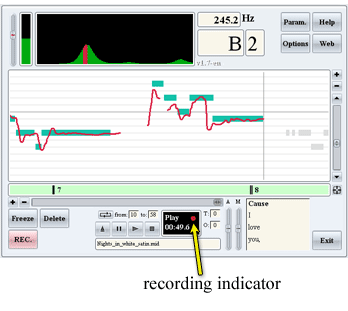 245.2 Hz
B 2
v1.7-en
Param. Help
Options Web
7 8
Freeze Delete
REC.
from: 10 to: 58
Play
00:49.6
T: 0
O: 0
A M
Nights_in_white_satin.mid
Cause
I
love
you,
Exit
recording indicator